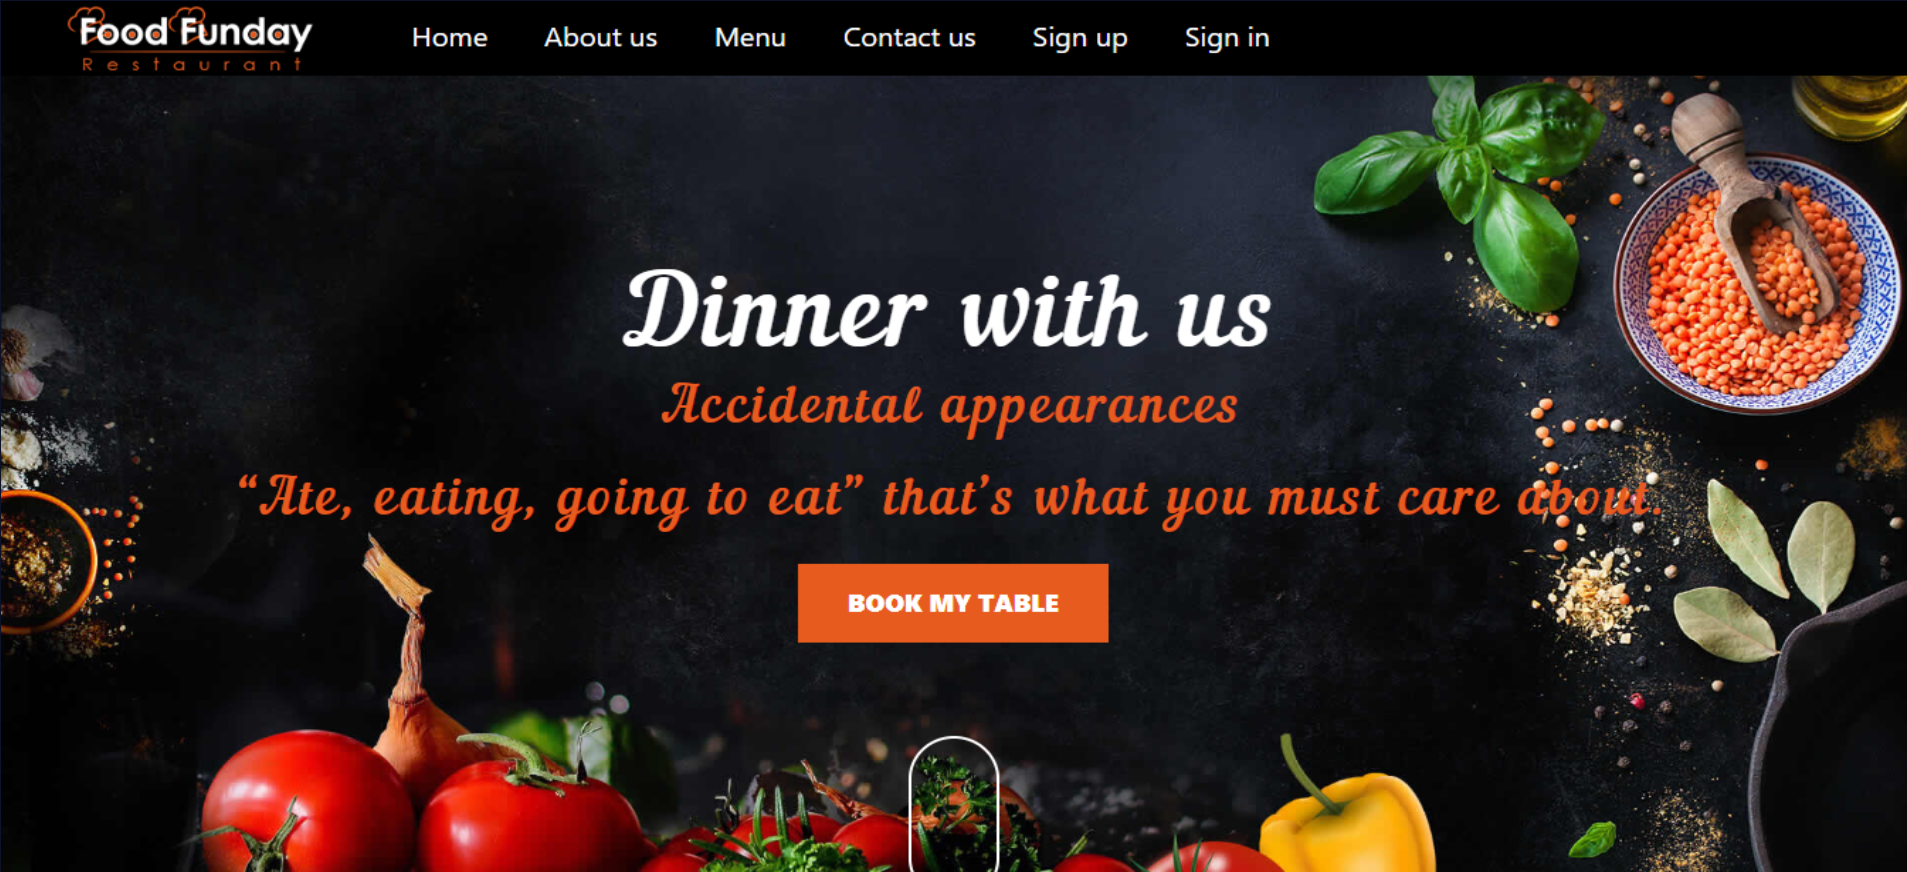 Food Funday
Restaurant
Home About us Menu Contact us Sign up Sign in
Dinner with us
Accidental appearances
“Ate, eating, going to eat” that’s what you must care about.
BOOK MY TABLE